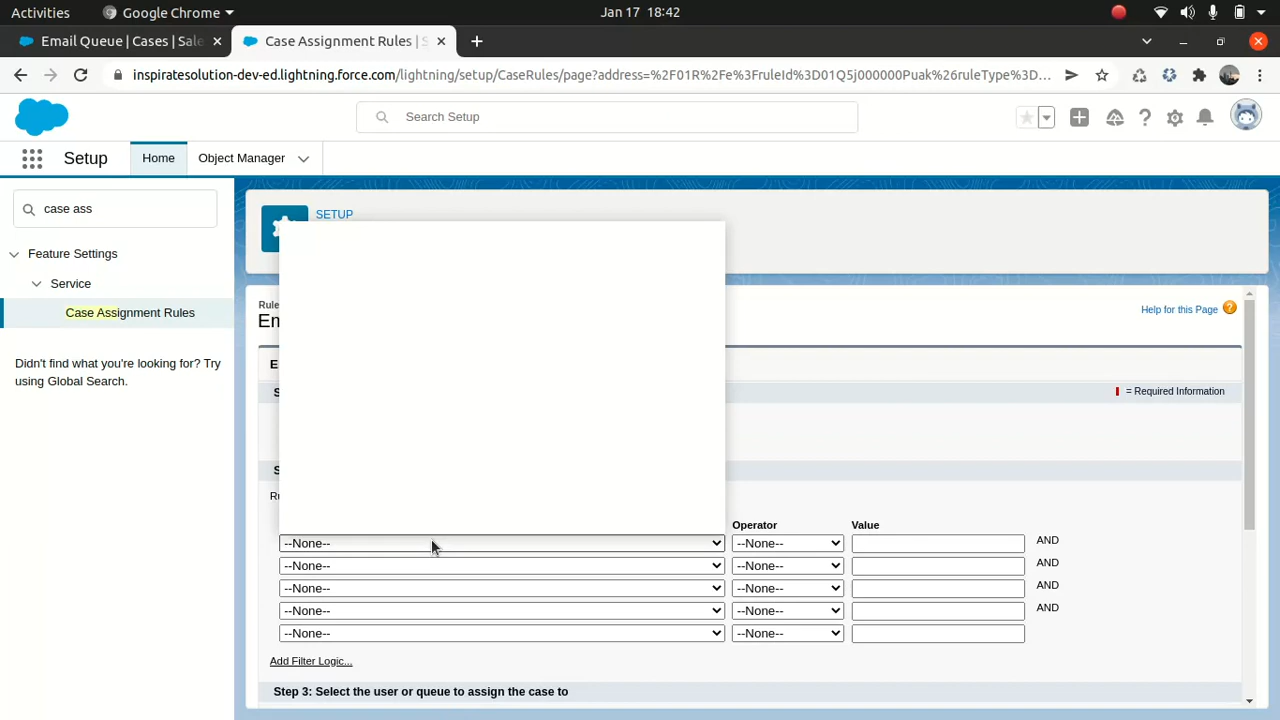 Activities
Google Chrome
Jan 17 18:42
Email Queue | Cases | Sale
Case Assignment Rules | S
inspiratesolution-dev-ed.lightning.force.com/lightning/setup/CaseRules/page?address=%2F01R%2Fe%3FruleId%3D01Q5j000000Puak%26ruleType%3D...
Search Setup
Setup
Home
Object Manager
case ass
Feature Settings
Service
Case Assignment Rules
Didn't find what you're looking for? Try
using Global Search.
SETUP
Rule
Help for this Page
En
E
S
= Required Information
S
Ru
Operator
Value
--None--
--None--
AND
--None--
--None--
AND
--None--
--None--
AND
--None--
--None--
AND
--None--
--None--
Add Filter Logic...
Step 3: Select the user or queue to assign the case to